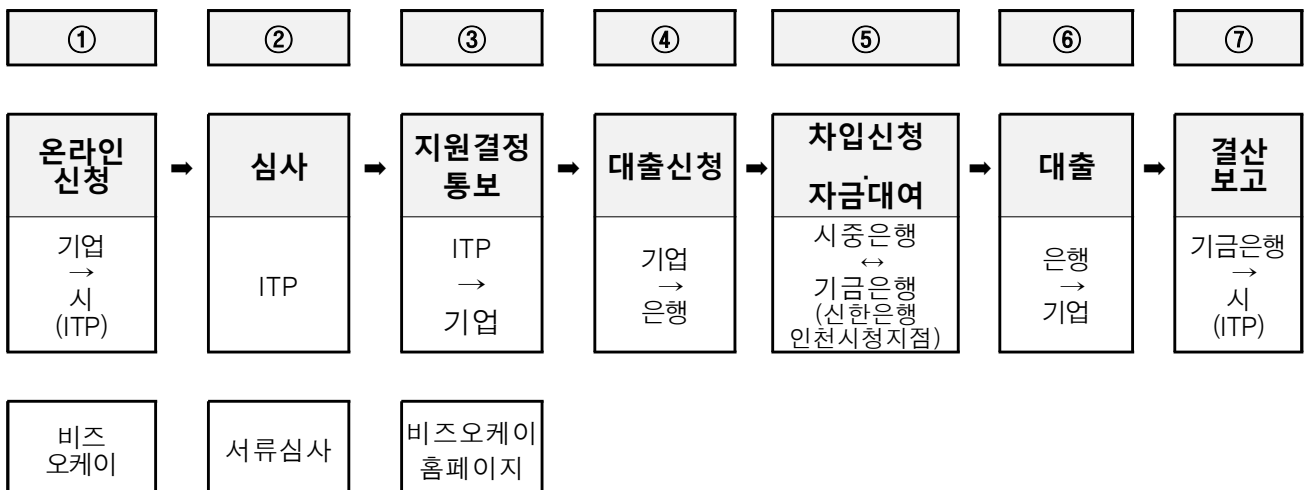 ①
②
③
④
⑤
⑥
⑦
온라인
신청
➡
심사
➡
지원결정
통보
➡
대출신청
➡
차입신청
·
자금대여
➡
대출
➡
결산
보고
기업
→
시
(ITP)
ITP
ITP
→
기업
기업
→
은행
시중은행
↔
기금은행
(신한은행
인천시청지점)
은행
→
기업
기금은행
→
시
(ITP)
비즈
오케이
서류심사
비즈오케이
홈페이지